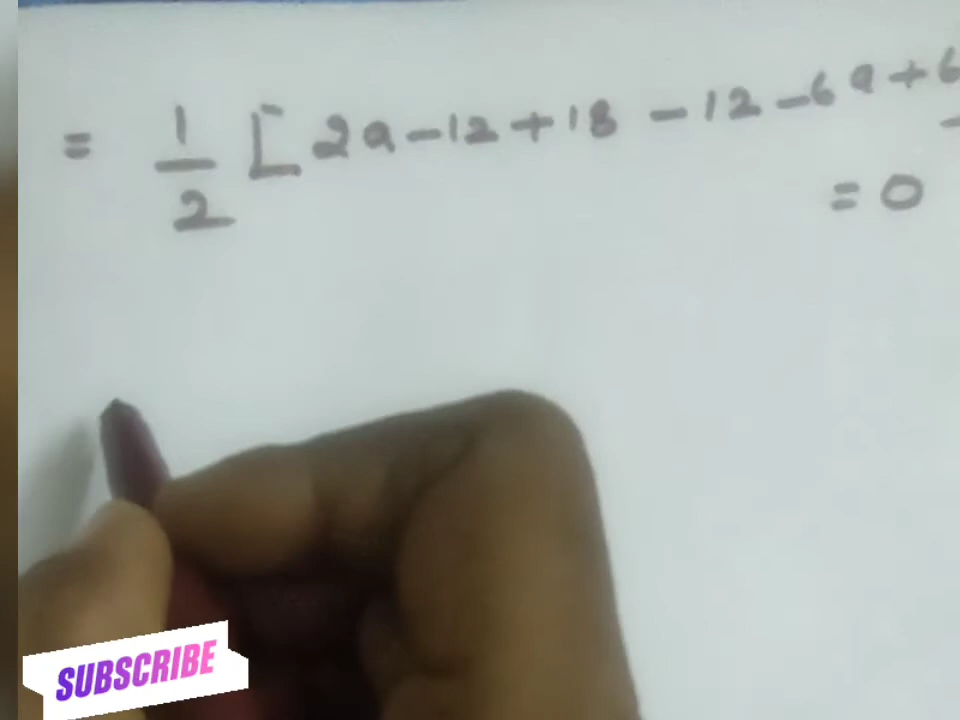 = 1/2 [ 2a - 12 + 18 - 12 - 6a + 6
= 0
SUBSCRIBE